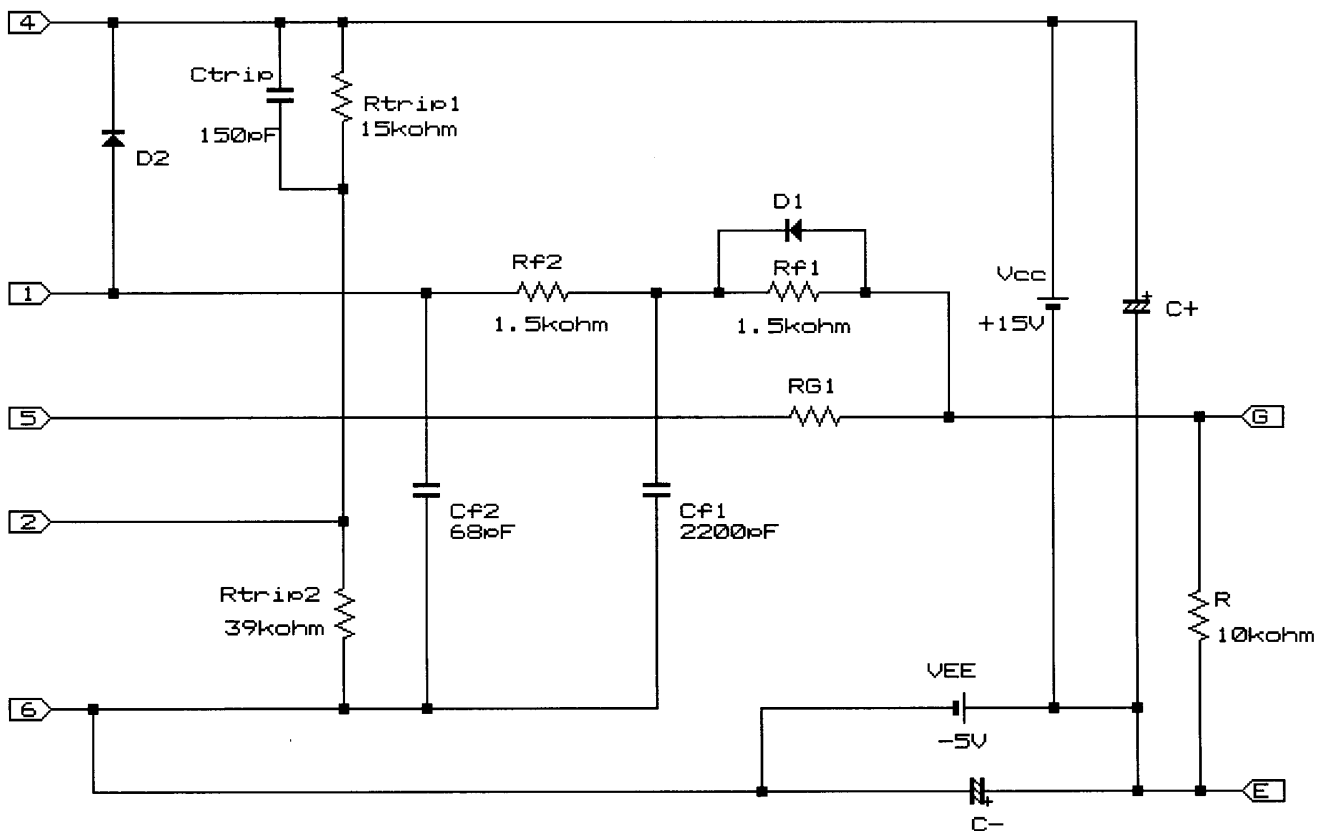 4
Ctrip
150pF
Rtrip1
15kohm
D2
D1
1
Rf2
1.5kohm
Rf1
1.5kohm
Vcc
+15V
+
C+
5
RG1
G
2
Cf2
68pF
Cf1
2200pF
Rtrip2
39kohm
R
10kohm
6
VEE
-5V
E
+
C-